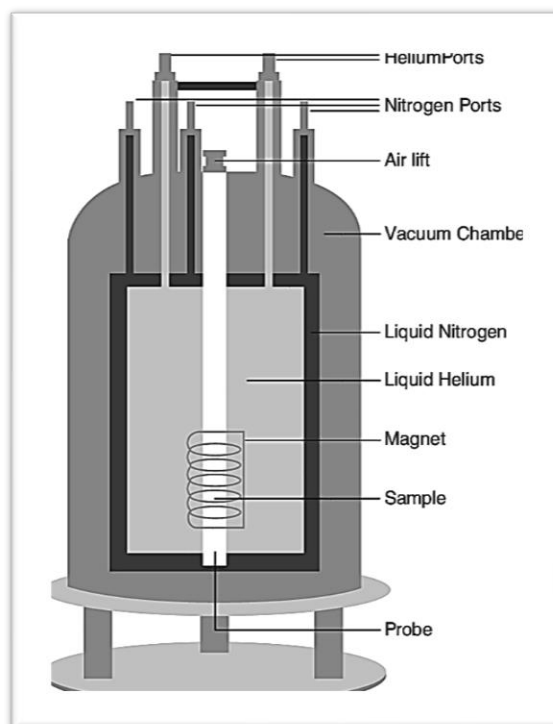 HeliumPorts
Nitrogen Ports
Air lift
Vacuum Chambe
Liquid Nitrogen
Liquid Helium
Magnet
Sample
Probe